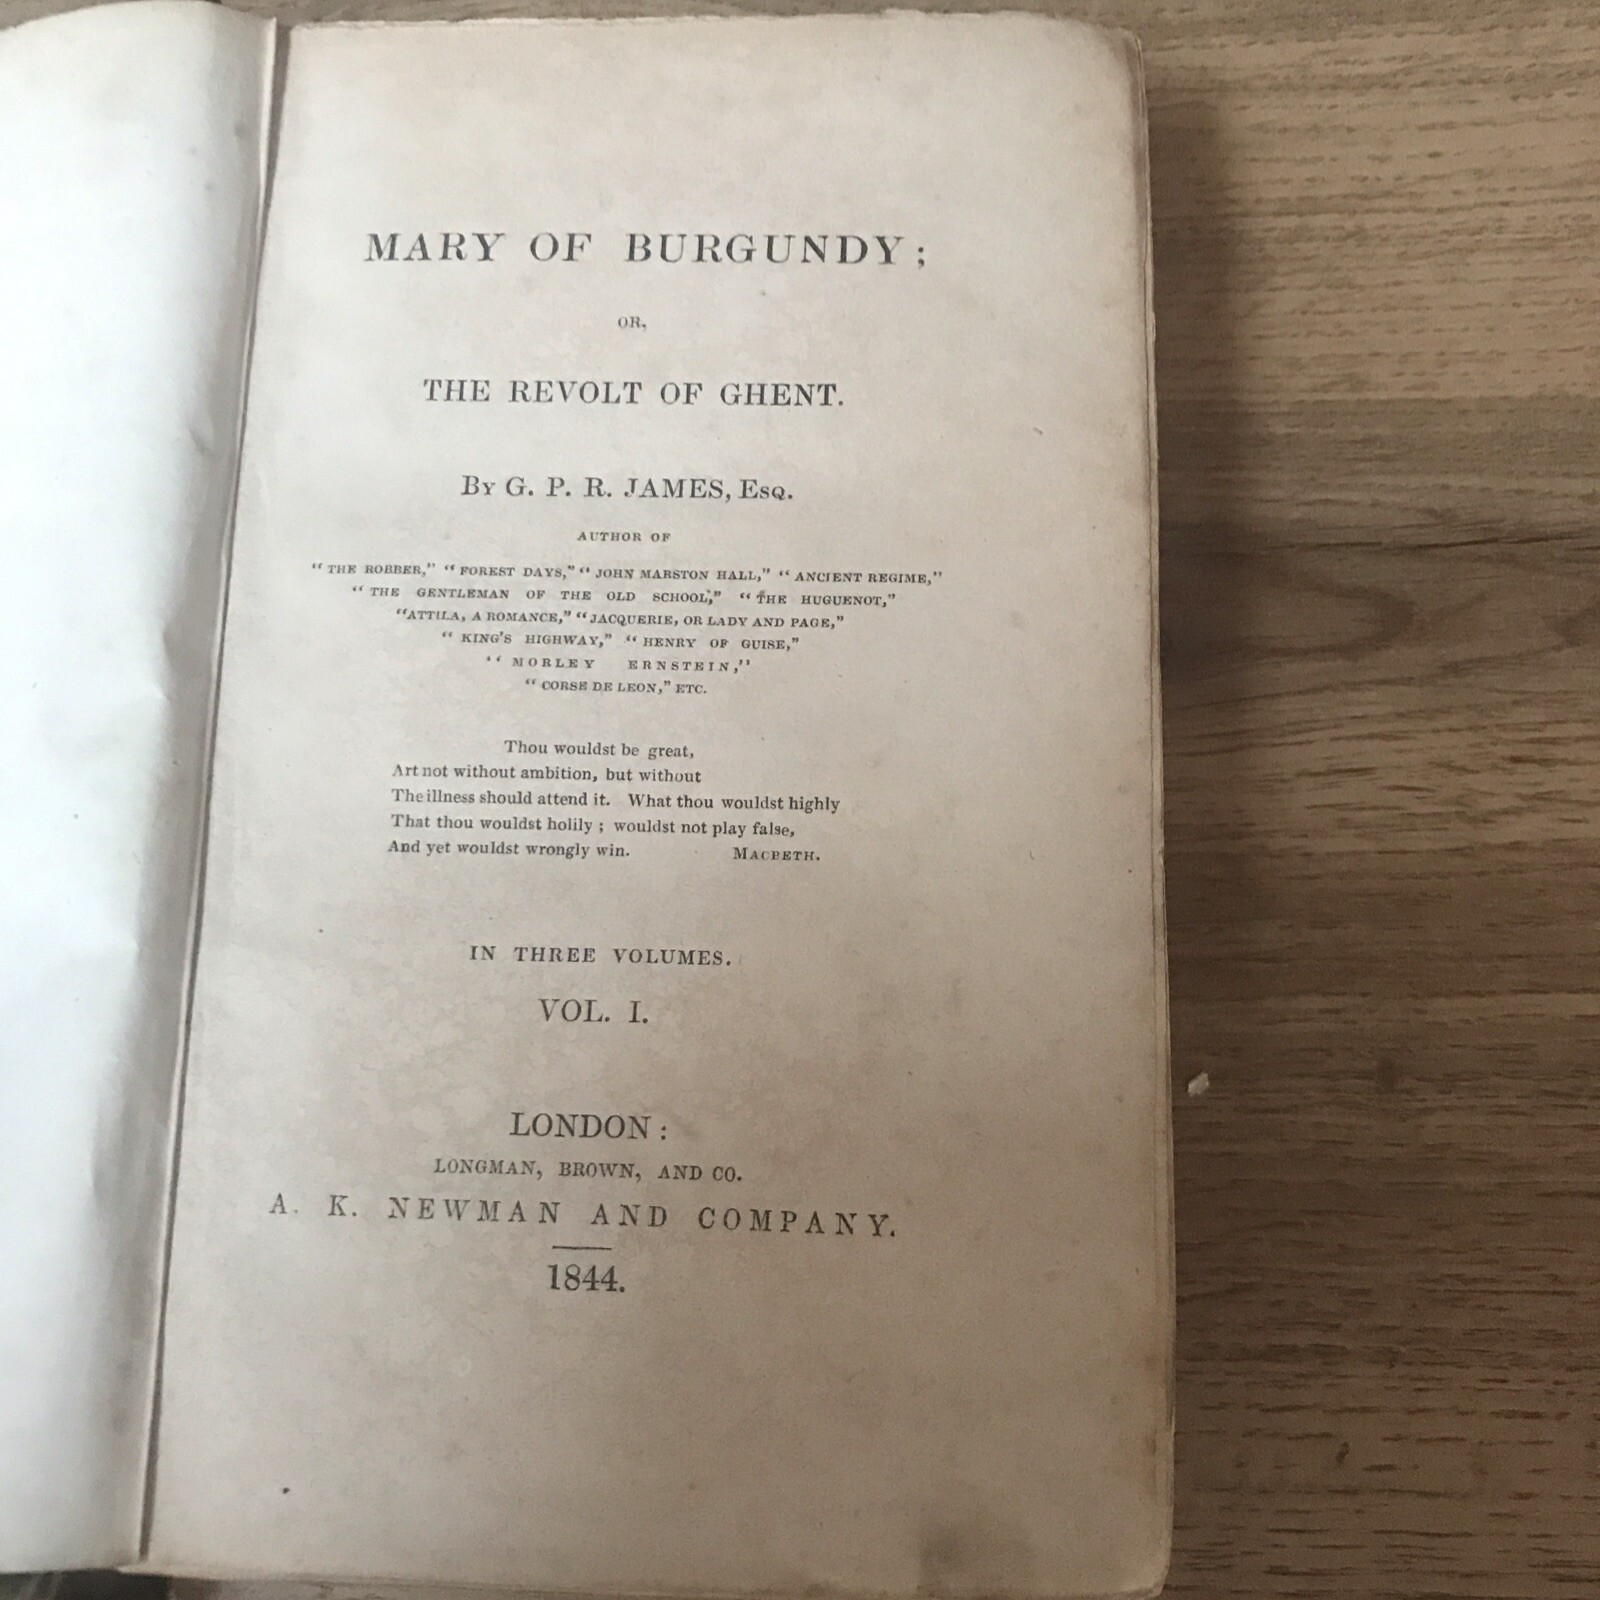 MARY OF BURGUNDY;
OR,
THE REVOLT OF GHENT.
BY G. P. R. JAMES, ESQ.
AUTHOR OF
"THE ROBBER," "FOREST DAYS," "JOHN MARSTON HALL," "ANCIENT REGIME,"
"THE GENTLEMAN OF THE OLD SCHOOL," "THE HUGUENOT,"
"ATTILA, A ROMANCE," "JACQUERIE, OR LADY AND PAGE,"
"KING'S HIGHWAY," "HENRY OF GUISE,"
"MORLEY ERNSTEIN,"
"CORSE DE LEON," ETC.
Thou wouldst be great,
Art not without ambition, but without
The illness should attend it. What thou wouldst highly
That thou wouldst holily; wouldst not play false,
And yet wouldst wrongly win. MACBETH.
IN THREE VOLUMES.
VOL. I.
LONDON:
LONGMAN, BROWN, AND CO.
A. K. NEWMAN AND COMPANY.
1844.